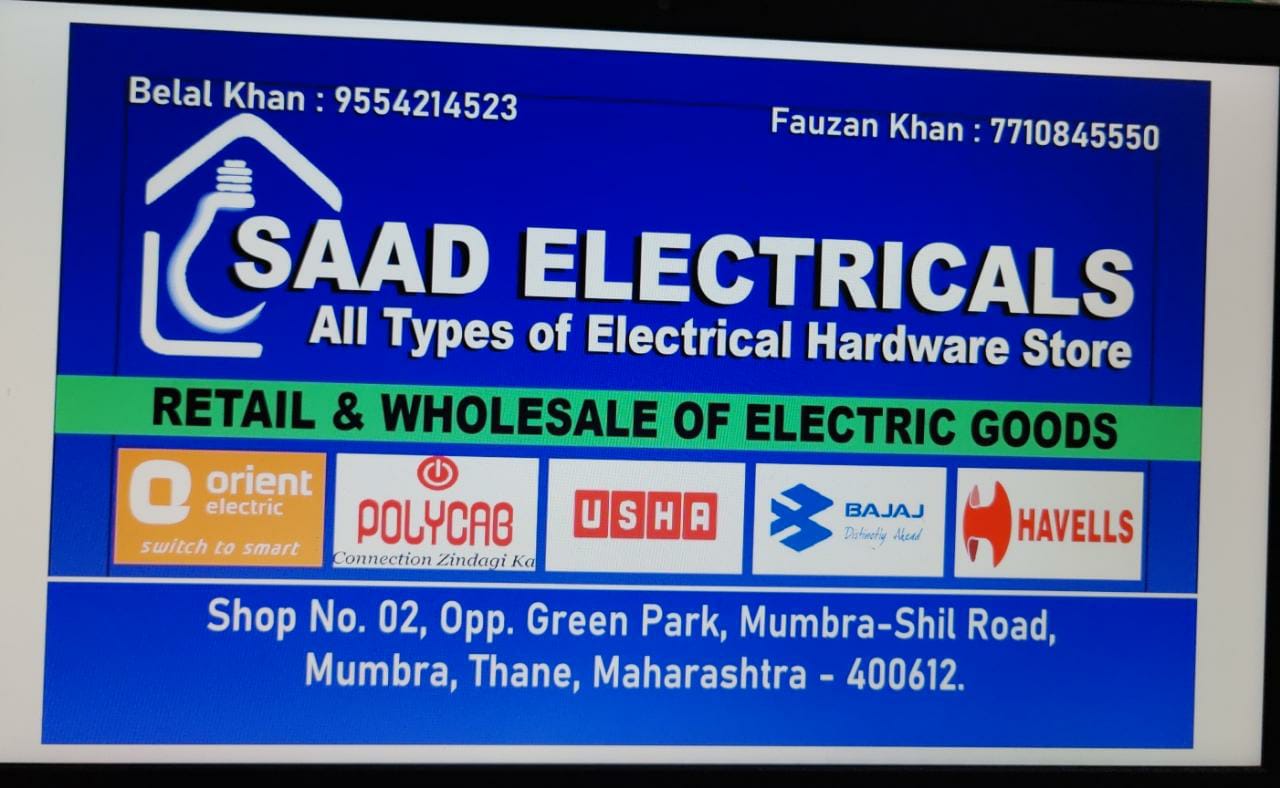 Belal Khan : 9554214523
Fauzan Khan : 7710845550
SAAD ELECTRICALS
All Types of Electrical Hardware Store
RETAIL & WHOLESALE OF ELECTRIC GOODS
orient
electric
switch to smart
POLYCAB
Connection Zindagi Ka
USHA
BAJAJ
Distinctly Ahead
HAVELLS
Shop No. 02, Opp. Green Park, Mumbra-Shil Road,
Mumbra, Thane, Maharashtra - 400612.